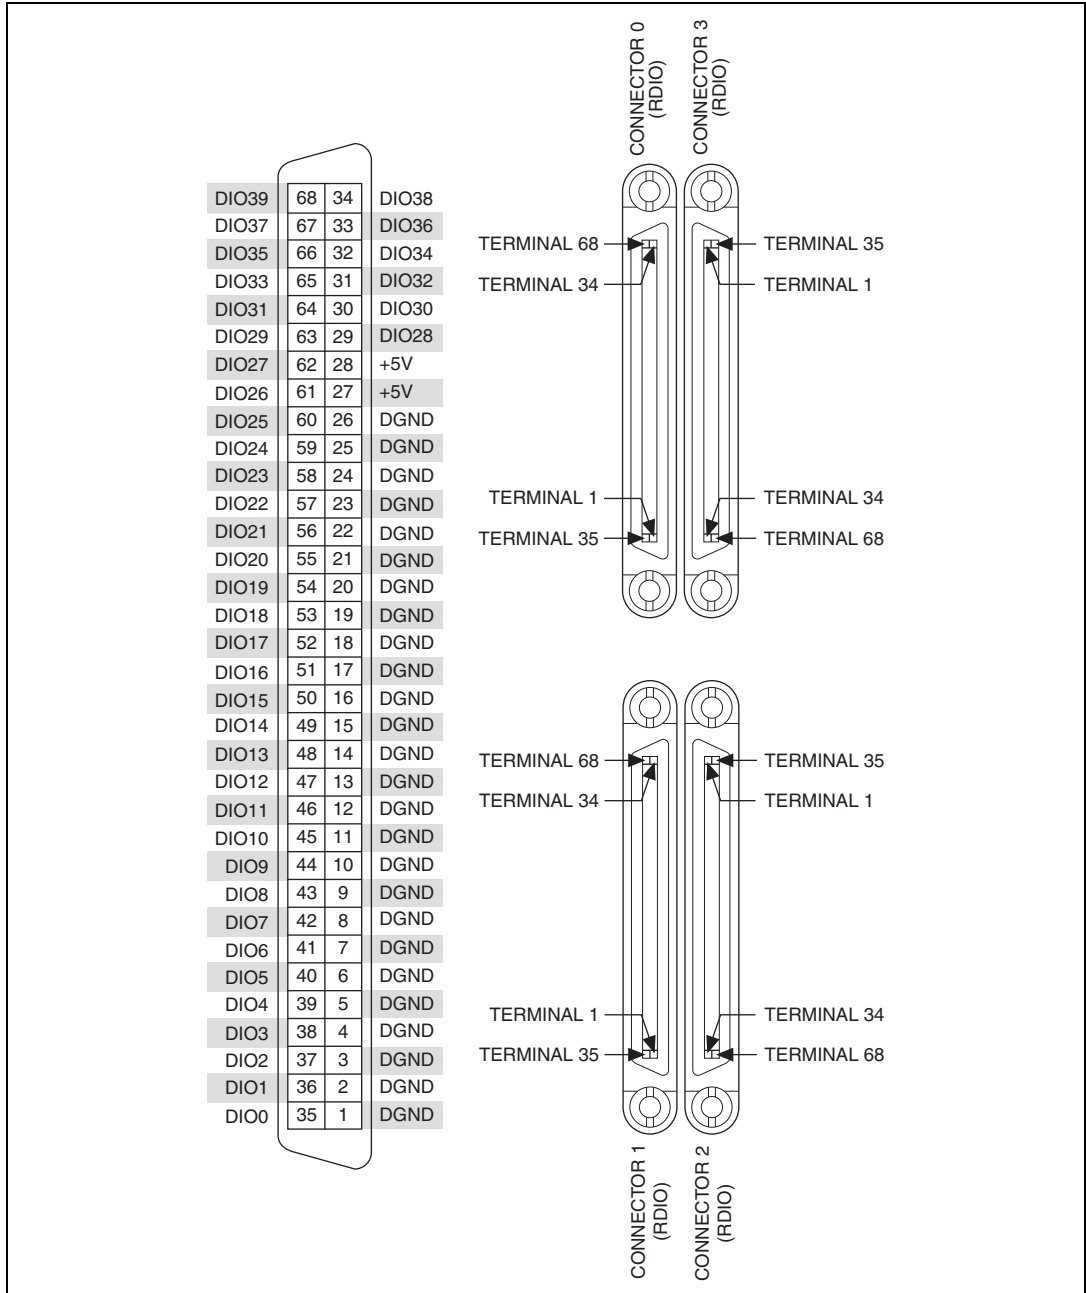 CONNECTOR 0
(RDIO)
CONNECTOR 3
(RDIO)
DIO39 68 34 DIO38
DIO37 67 33 DIO36
DIO35 66 32 DIO34
DIO33 65 31 DIO32
DIO31 64 30 DIO30
DIO29 63 29 DIO28
DIO27 62 28 +5V
DIO26 61 27 +5V
DIO25 60 26 DGND
DIO24 59 25 DGND
DIO23 58 24 DGND
DIO22 57 23 DGND
DIO21 56 22 DGND
DIO20 55 21 DGND
DIO19 54 20 DGND
DIO18 53 19 DGND
DIO17 52 18 DGND
DIO16 51 17 DGND
DIO15 50 16 DGND
DIO14 49 15 DGND
DIO13 48 14 DGND
DIO12 47 13 DGND
DIO11 46 12 DGND
DIO10 45 11 DGND
DIO9 44 10 DGND
DIO8 43 9 DGND
DIO7 42 8 DGND
DIO6 41 7 DGND
DIO5 40 6 DGND
DIO4 39 5 DGND
DIO3 38 4 DGND
DIO2 37 3 DGND
DIO1 36 2 DGND
DIO0 35 1 DGND
TERMINAL 68
TERMINAL 35
TERMINAL 34
TERMINAL 1
TERMINAL 1
TERMINAL 34
TERMINAL 35
TERMINAL 68
TERMINAL 68
TERMINAL 35
TERMINAL 34
TERMINAL 1
TERMINAL 1
TERMINAL 34
TERMINAL 35
TERMINAL 68
CONNECTOR 1
(RDIO)
CONNECTOR 2
(RDIO)